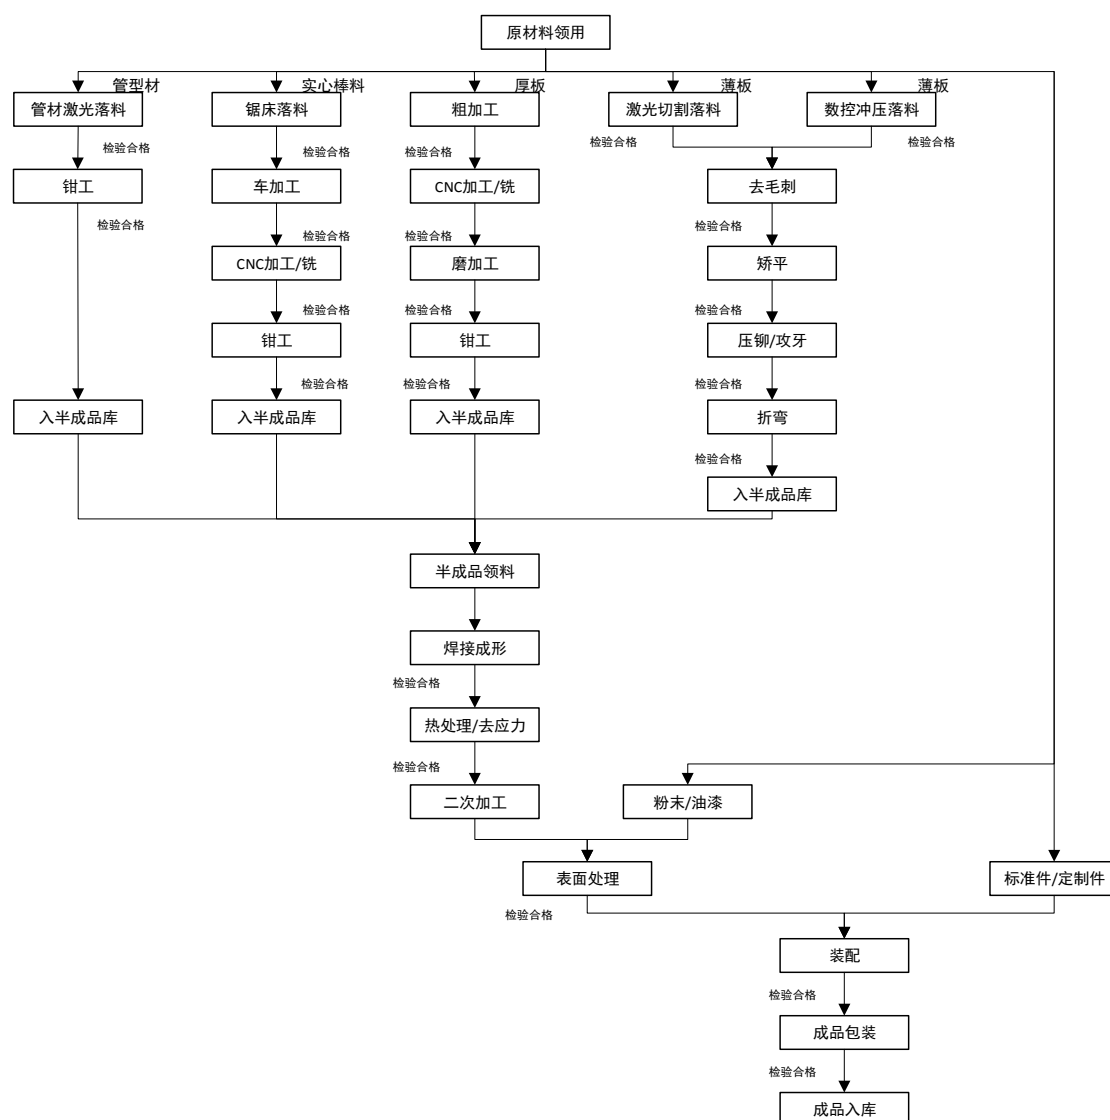 原材料领用
管型材
实心棒料
厚板
薄板
薄板
管材激光落料
锯床落料
粗加工
激光切割落料
数控冲压落料
检验合格
检验合格
检验合格
检验合格
检验合格
钳工
车加工
CNC加工/铣
去毛刺
检验合格
检验合格
检验合格
检验合格
CNC加工/铣
磨加工
矫平
检验合格
检验合格
检验合格
钳工
钳工
压铆/攻牙
检验合格
检验合格
检验合格
入半成品库
入半成品库
入半成品库
折弯
检验合格
入半成品库
半成品领料
焊接成形
检验合格
热处理/去应力
检验合格
二次加工
粉末/油漆
表面处理
标准件/定制件
检验合格
装配
检验合格
成品包装
检验合格
成品入库